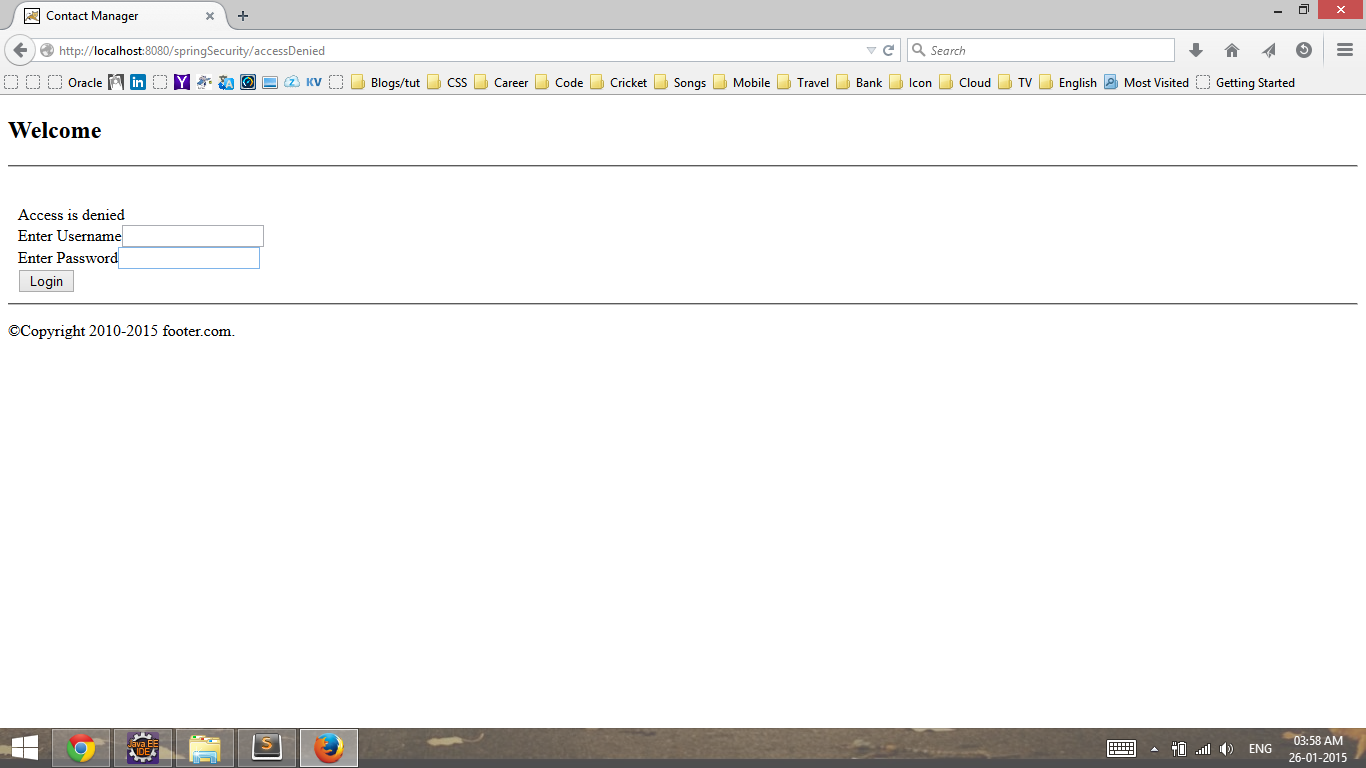 Contact Manager
http://localhost:8080/springSecurity/accessDenied
Search
Oracle in Y KV Blogs/tut CSS Career Code Cricket Songs Mobile Travel Bank Icon Cloud TV English Most Visited Getting Started
Welcome
Access is denied
Enter Username
Enter Password
Login
©Copyright 2010-2015 footer.com.
Java EE
IDE
S
ENG
03:58 AM
26-01-2015